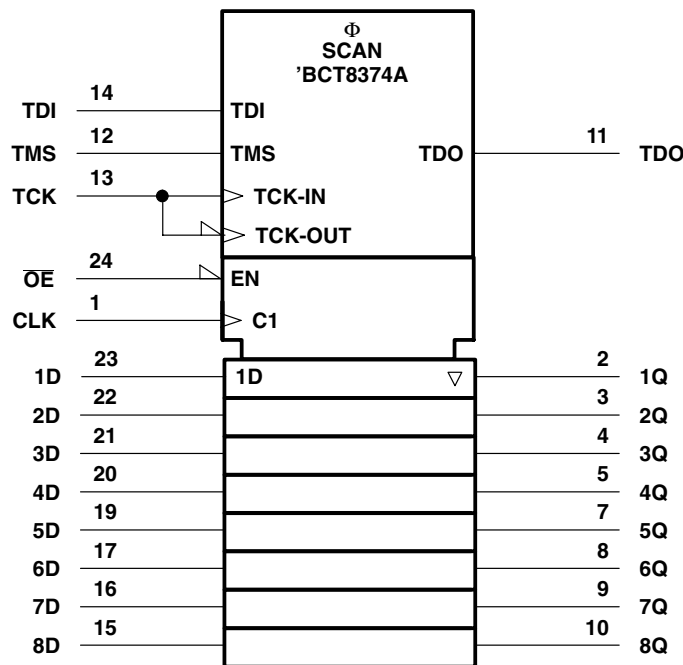 Φ
SCAN
'BCT8374A
TDI 14 TDI
TMS 12 TMS TDO 11 TDO
TCK 13 TCK-IN
TCK-OUT
OE 24 EN
CLK 1 C1
1D 23 1D 2 1Q
2D 22 3 2Q
3D 21 4 3Q
4D 20 5 4Q
5D 19 7 5Q
6D 17 8 6Q
7D 16 9 7Q
8D 15 10 8Q